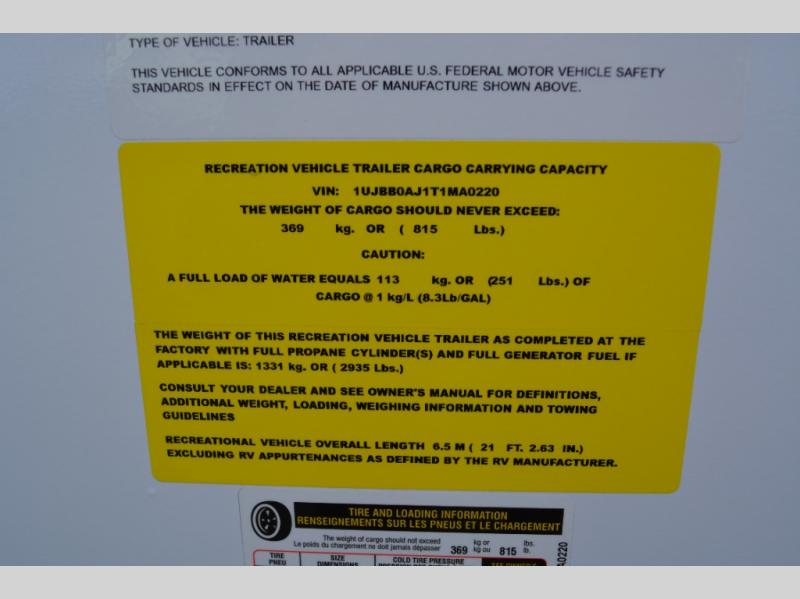 TYPE OF VEHICLE: TRAILER
THIS VEHICLE CONFORMS TO ALL APPLICABLE U.S. FEDERAL MOTOR VEHICLE SAFETY
STANDARDS IN EFFECT ON THE DATE OF MANUFACTURE SHOWN ABOVE.
RECREATION VEHICLE TRAILER CARGO CARRYING CAPACITY
VIN: 1UJBB0AJ1T1MA0220
THE WEIGHT OF CARGO SHOULD NEVER EXCEED:
369 kg. OR ( 815 Lbs.)
CAUTION:
A FULL LOAD OF WATER EQUALS 113 kg. OR (251 Lbs.) OF
CARGO @ 1 kg/L (8.3Lb/GAL)
THE WEIGHT OF THIS RECREATION VEHICLE TRAILER AS COMPLETED AT THE
FACTORY WITH FULL PROPANE CYLINDER(S) AND FULL GENERATOR FUEL IF
APPLICABLE IS: 1331 kg. OR ( 2935 Lbs.)
CONSULT YOUR DEALER AND SEE OWNER'S MANUAL FOR DEFINITIONS,
ADDITIONAL WEIGHT, LOADING, WEIGHING INFORMATION AND TOWING
GUIDELINES
RECREATIONAL VEHICLE OVERALL LENGTH 6.5 M ( 21 FT. 2.63 IN.)
EXCLUDING RV APPURTENANCES AS DEFINED BY THE RV MANUFACTURER.
TIRE AND LOADING INFORMATION
RENSEIGNEMENTS SUR LES PNEUS ET LE CHARGEMENT
The weight of cargo should not exceed kg or lbs.
Le poids du chargement ne doit jamais dépasser 369 kg ou 815 lb.
A0220
TIRE SIZE COLD TIRE PRESSURE
PNEU DIMENSIONS